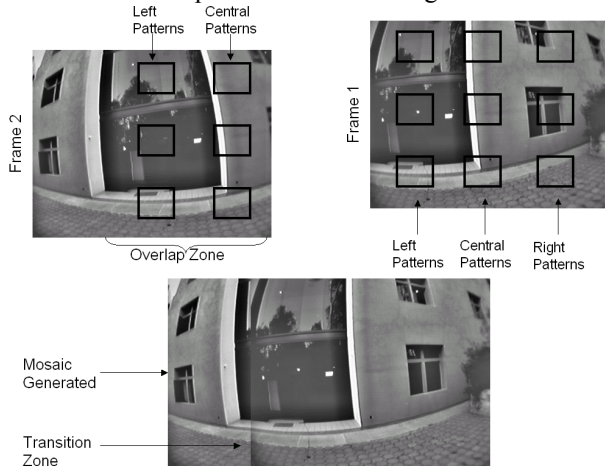 Left
Patterns
Central
Patterns
Frame 2
Overlap Zone
Frame 1
Left
Patterns
Central
Patterns
Right
Patterns
Mosaic
Generated
Transition
Zone